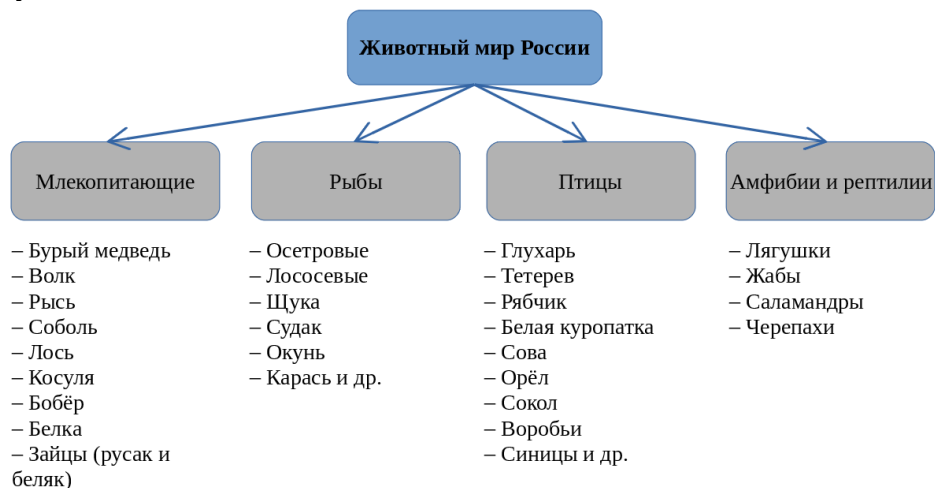 Животный мир России
Млекопитающие
– Бурый медведь
– Волк
– Рысь
– Соболь
– Лось
– Косуля
– Бобёр
– Белка
– Зайцы (русак и
беляк)
Рыбы
– Осетровые
– Лососевые
– Щука
– Судак
– Окунь
– Карась и др.
Птицы
– Глухарь
– Тетерев
– Рябчик
– Белая куропатка
– Сова
– Орёл
– Сокол
– Воробьи
– Синицы и др.
Амфибии и рептилии
– Лягушки
– Жабы
– Саламандры
– Черепахи